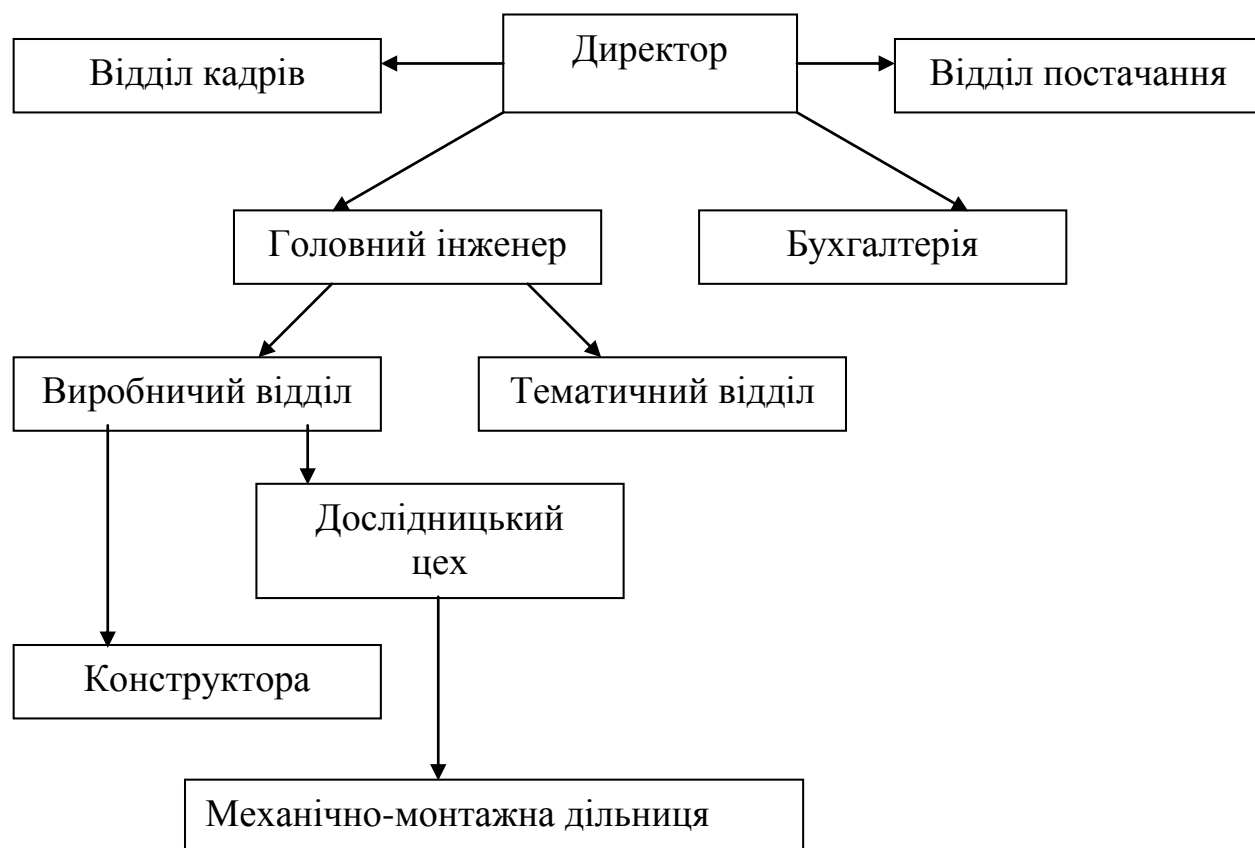 Директор
Відділ кадрів
Відділ постачання
Головний інженер
Бухгалтерія
Виробничий відділ
Тематичний відділ
Дослідницький
цех
Конструктора
Механічно-монтажна дільниця